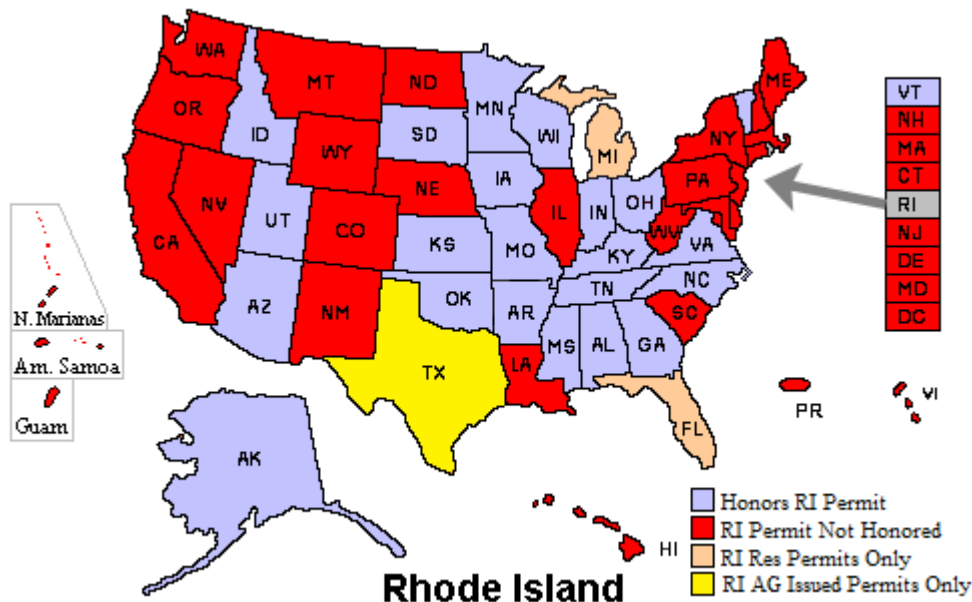 WA
MT
ND
MN
ME
OR
ID
SD
WI
MI
NY
WY
IA
PA
NE
NV
UT
CO
IL
IN
OH
WV
VA
CA
KS
MO
KY
AZ
NM
OK
AR
TN
NC
SC
MS
AL
GA
LA
TX
FL
AK
HI
PR
VI
VT
NH
MA
CT
RI
NJ
DE
MD
DC
N. Marianas
Am. Samoa
Guam
Honors RI Permit
RI Permit Not Honored
RI Res Permits Only
RI AG Issued Permits Only
Rhode Island